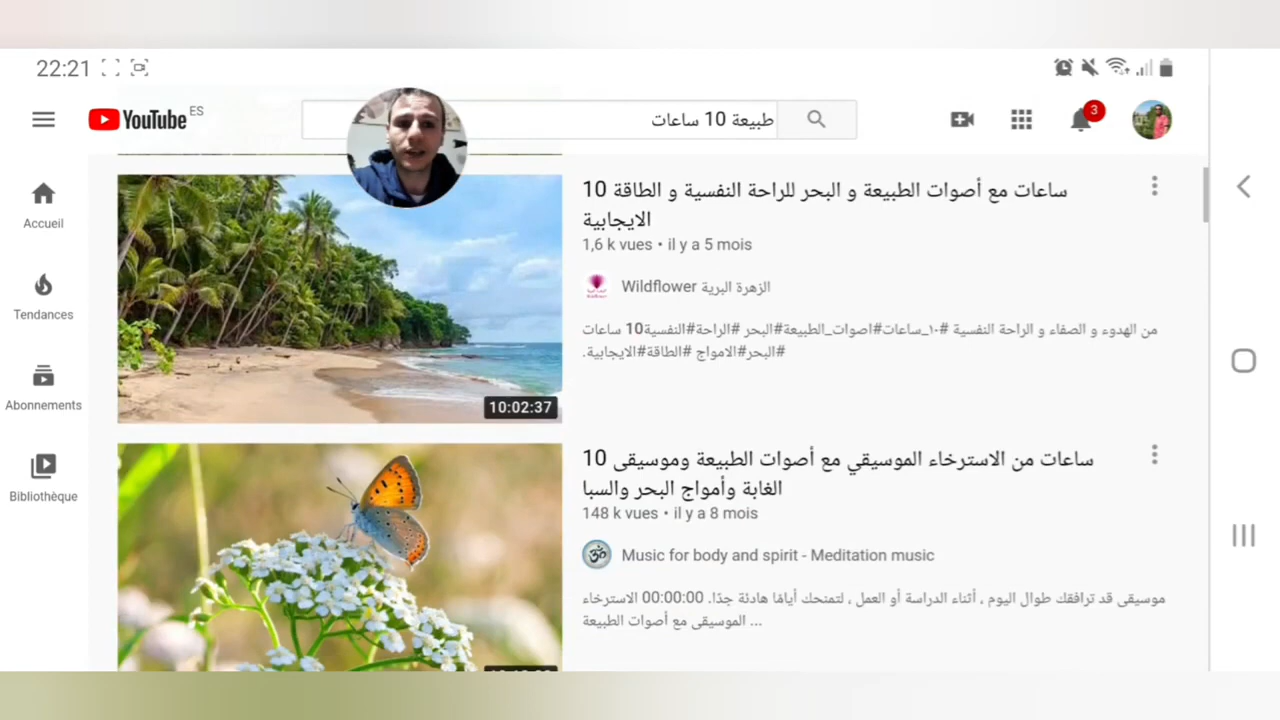 22:21
YouTube ES
طبيعة 10 ساعات
3
Accueil
Tendances
Abonnements
Bibliothèque
10:02:37
ساعات مع أصوات الطبيعة و البحر للراحة النفسية و الطاقة 10
الايجابية
1,6 k vues • il y a 5 mois
Wildflower الزهرة البرية
من الهدوء و الصفاء و الراحة النفسية #١٠_ساعات#اصوات_الطبيعة#البحر #الراحة#النفسية10 ساعات
#البحر#الامواج #الطاقة#الايجابية.
ساعات من الاسترخاء الموسيقي مع أصوات الطبيعة وموسيقى 10
الغابة وأمواج البحر والسبا
148 k vues • il y a 8 mois
Music for body and spirit - Meditation music
موسيقى قد ترافقك طوال اليوم ، أثناء الدراسة أو العمل ، لتمنحك أيامًا هادئة جدًا. 00:00:00 الاسترخاء
الموسيقى مع أصوات الطبيعة ...